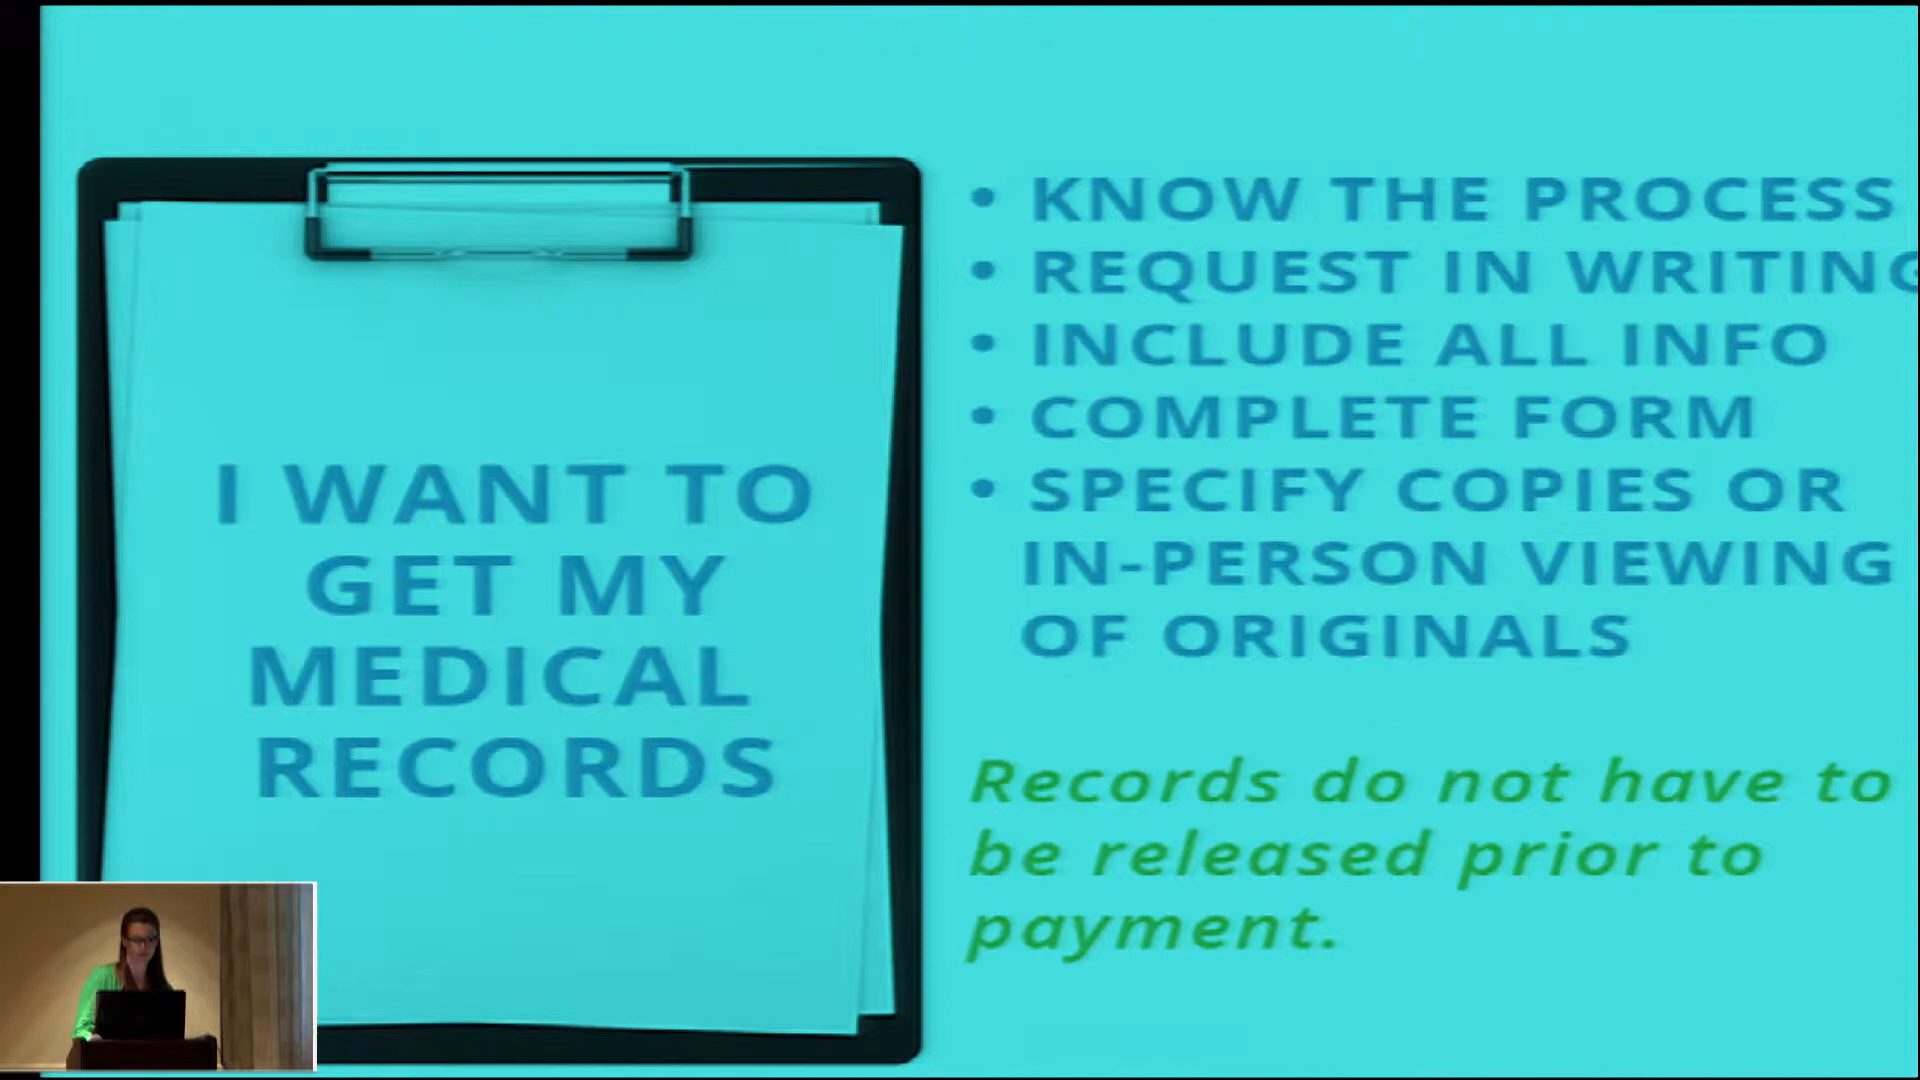 I WANT TO
GET MY
MEDICAL
RECORDS
• KNOW THE PROCESS
• REQUEST IN WRITING
• INCLUDE ALL INFO
• COMPLETE FORM
• SPECIFY COPIES OR
IN-PERSON VIEWING
OF ORIGINALS
Records do not have to
be released prior to
payment.